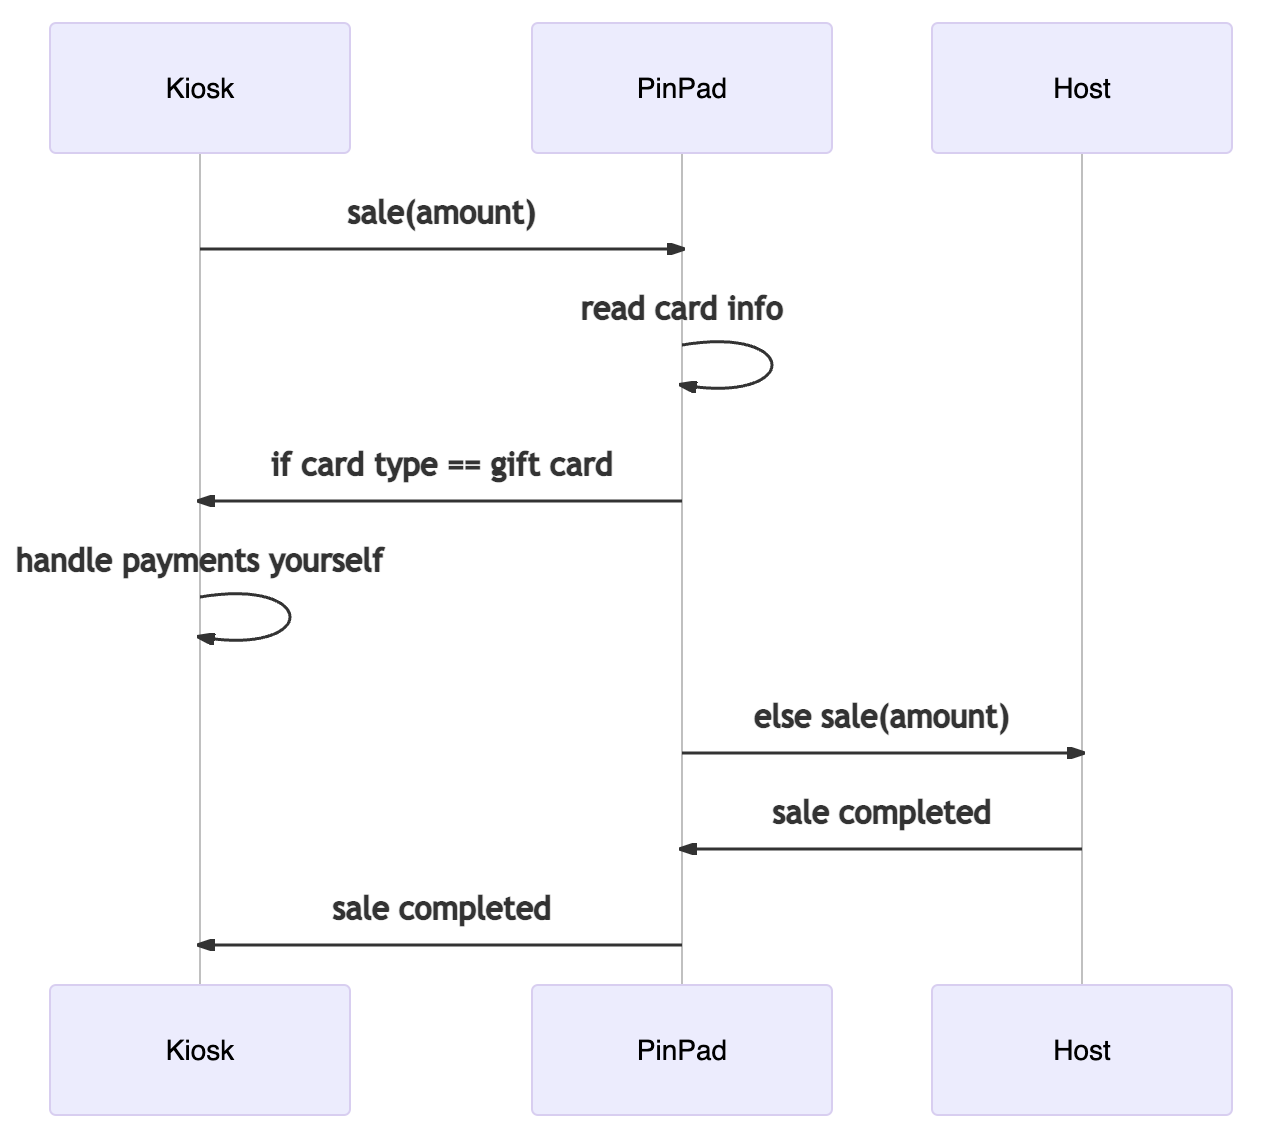 Kiosk
PinPad
Host
sale(amount)
read card info
if card type == gift card
handle payments yourself
else sale(amount)
sale completed
sale completed
Kiosk
PinPad
Host